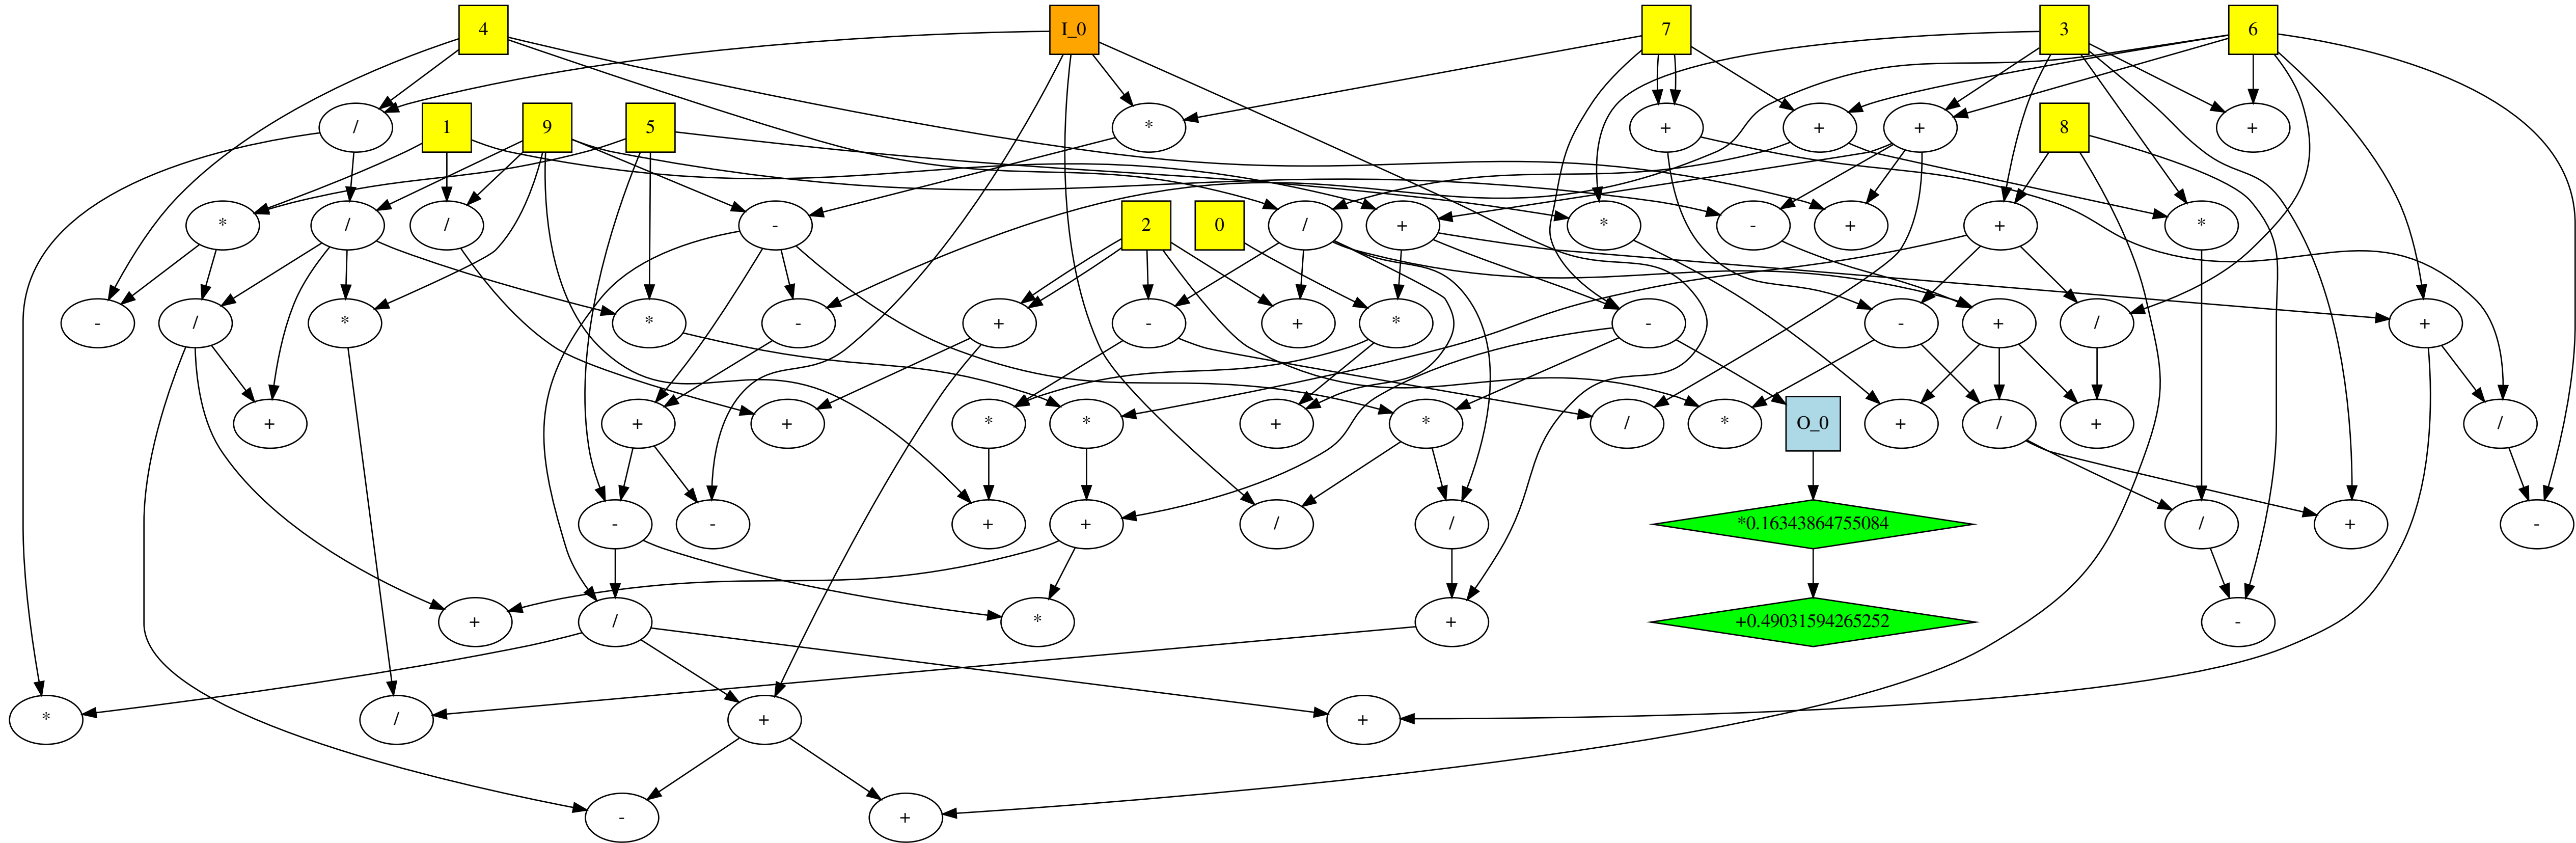 4 I_0 7 3 6
/ 1 9 5 * + + + 8 +
* / / - 2 0 / + * - + + *
- / * * - + - + * - - + / +
+ + + * * + * / * O_0 + / + /
- - + + / / *0.16343864755084 / + -
+ / * + +0.49031594265252 -
* / + +
- +